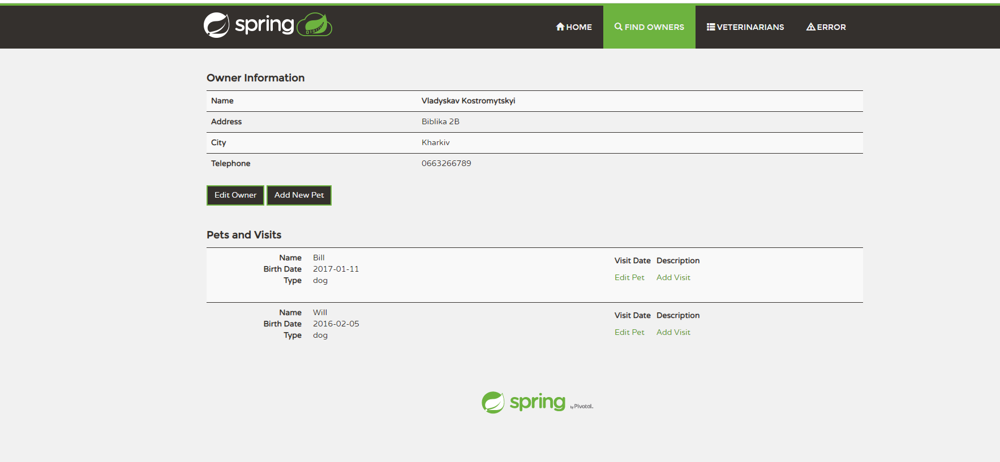 spring
HOME FIND OWNERS VETERINARIANS ERROR
Owner Information
Name Vladyskav Kostromytskyi
Address Biblika 2B
City Kharkiv
Telephone 0663266789
Edit Owner Add New Pet
Pets and Visits
Name Bill
Birth Date 2017-01-11
Type dog
Visit Date Description
Edit Pet Add Visit
Name Will
Birth Date 2016-02-05
Type dog
Visit Date Description
Edit Pet Add Visit
spring by Pivotal